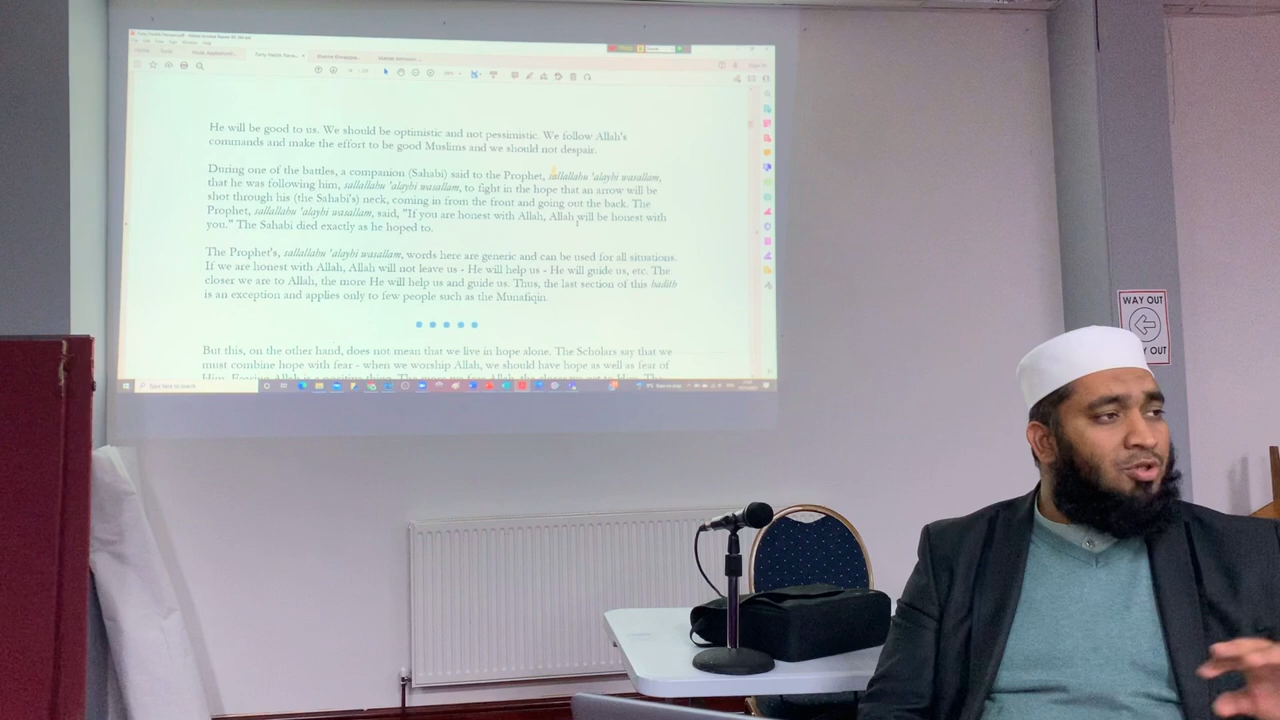 Home Tools
Sign In
He will be good to us. We should be optimistic and not pessimistic. We follow Allah's
commands and make the effort to be good Muslims and we should not despair.
During one of the battles, a companion (Sahabi) said to the Prophet, sallallahu 'alayhi wasallam,
that he was following him, sallallahu 'alayhi wasallam, to fight in the hope that an arrow will be
shot through his (the Sahabi's) neck, coming in from the front and going out the back. The
Prophet, sallallahu 'alayhi wasallam, said, "If you are honest with Allah, Allah will be honest with
you." The Sahabi died exactly as he hoped to.
The Prophet's, sallallahu 'alayhi wasallam, words here are generic and can be used for all situations.
If we are honest with Allah, Allah will not leave us - He will help us - He will guide us, etc. The
closer we are to Allah, the more He will help us and guide us. Thus, the last section of this hadith
is an exception and applies only to few people such as the Munafiqin.
But this, on the other hand, does not mean that we live in hope alone. The Scholars say that we
must combine hope with fear - when we worship Allah, we should have hope as well as fear of
Type here to search
WAY OUT
AY OUT